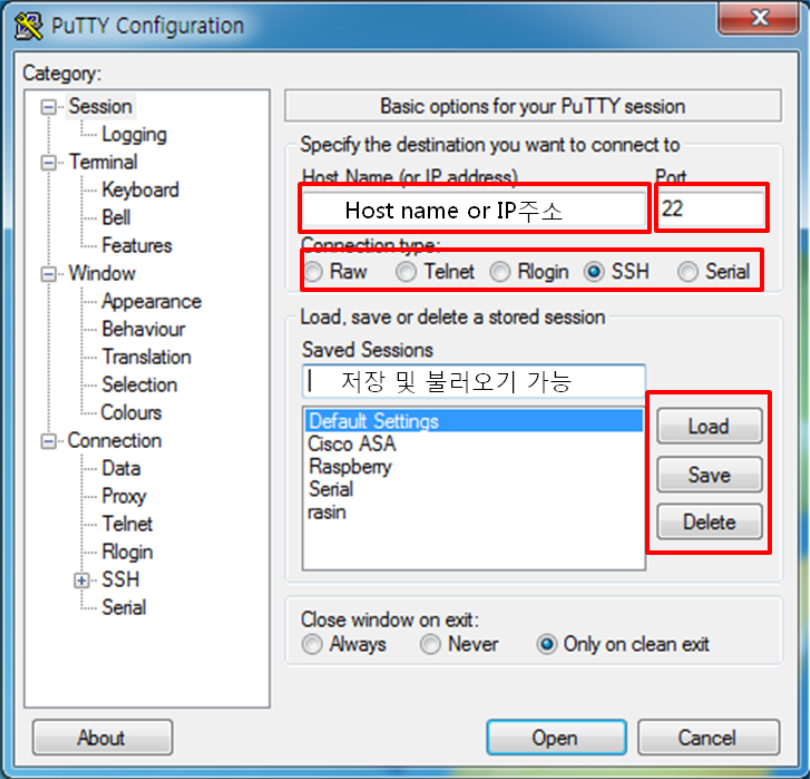 PuTTY Configuration
Category:
Session
Logging
Terminal
Keyboard
Bell
Features
Window
Appearance
Behaviour
Translation
Selection
Colours
Connection
Data
Proxy
Telnet
Rlogin
SSH
Serial
Basic options for your PuTTY session
Specify the destination you want to connect to
Host Name (or IP address) Port
Host name or IP주소 22
Connection type:
Raw Telnet Rlogin SSH Serial
Load, save or delete a stored session
Saved Sessions
저장 및 불러오기 가능
Default Settings
Cisco ASA
Raspberry
Serial
rasin
Load
Save
Delete
Close window on exit:
Always Never Only on clean exit
About Open Cancel